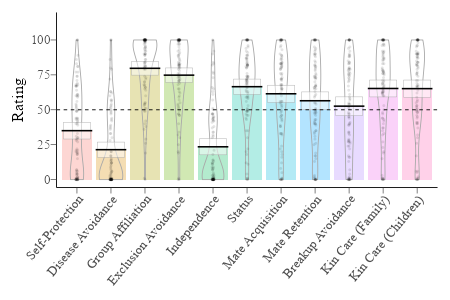 Rating
100
75
50
25
0
Self-Protection
Disease Avoidance
Group Affiliation
Exclusion Avoidance
Independence
Status
Mate Acquisition
Mate Retention
Breakup Avoidance
Kin Care (Family)
Kin Care (Children)